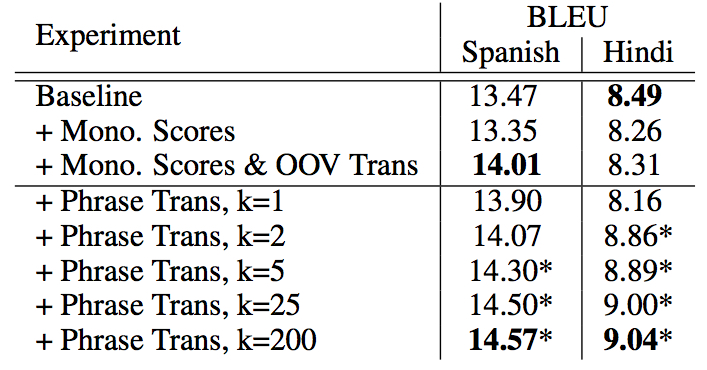 BLEU
Experiment
Spanish Hindi
Baseline 13.47 8.49
+ Mono. Scores 13.35 8.26
+ Mono. Scores & OOV Trans 14.01 8.31
+ Phrase Trans, k=1 13.90 8.16
+ Phrase Trans, k=2 14.07 8.86*
+ Phrase Trans, k=5 14.30* 8.89*
+ Phrase Trans, k=25 14.50* 9.00*
+ Phrase Trans, k=200 14.57* 9.04*